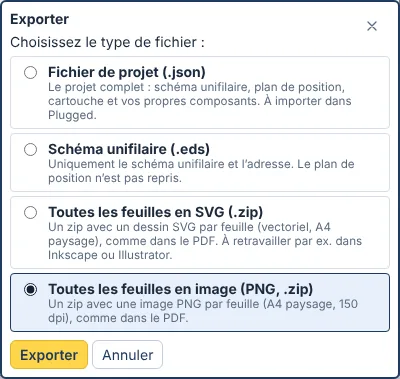 Exporter
Choisissez le type de fichier :
Fichier de projet (.json)
Le projet complet : schéma unifilaire, plan de position,
cartouche et vos propres composants. À importer dans
Plugged.
Schéma unifilaire (.eds)
Uniquement le schéma unifilaire et l’adresse. Le plan de
position n’est pas repris.
Toutes les feuilles en SVG (.zip)
Un zip avec un dessin SVG par feuille (vectoriel, A4
paysage), comme dans le PDF. À retravailler par ex. dans
Inkscape ou Illustrator.
Toutes les feuilles en image (PNG, .zip)
Un zip avec une image PNG par feuille (A4 paysage, 150
dpi), comme dans le PDF.
Exporter
Annuler